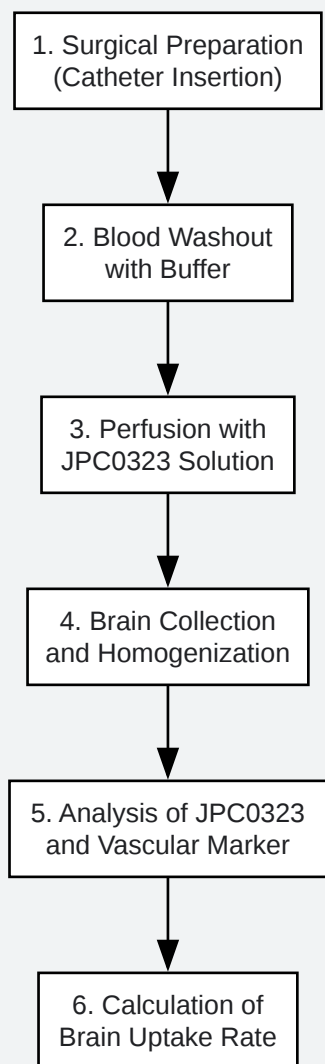 1. Surgical Preparation
(Catheter Insertion)
2. Blood Washout
with Buffer
3. Perfusion with
JPC0323 Solution
4. Brain Collection
and Homogenization
5. Analysis of JPC0323
and Vascular Marker
6. Calculation of
Brain Uptake Rate